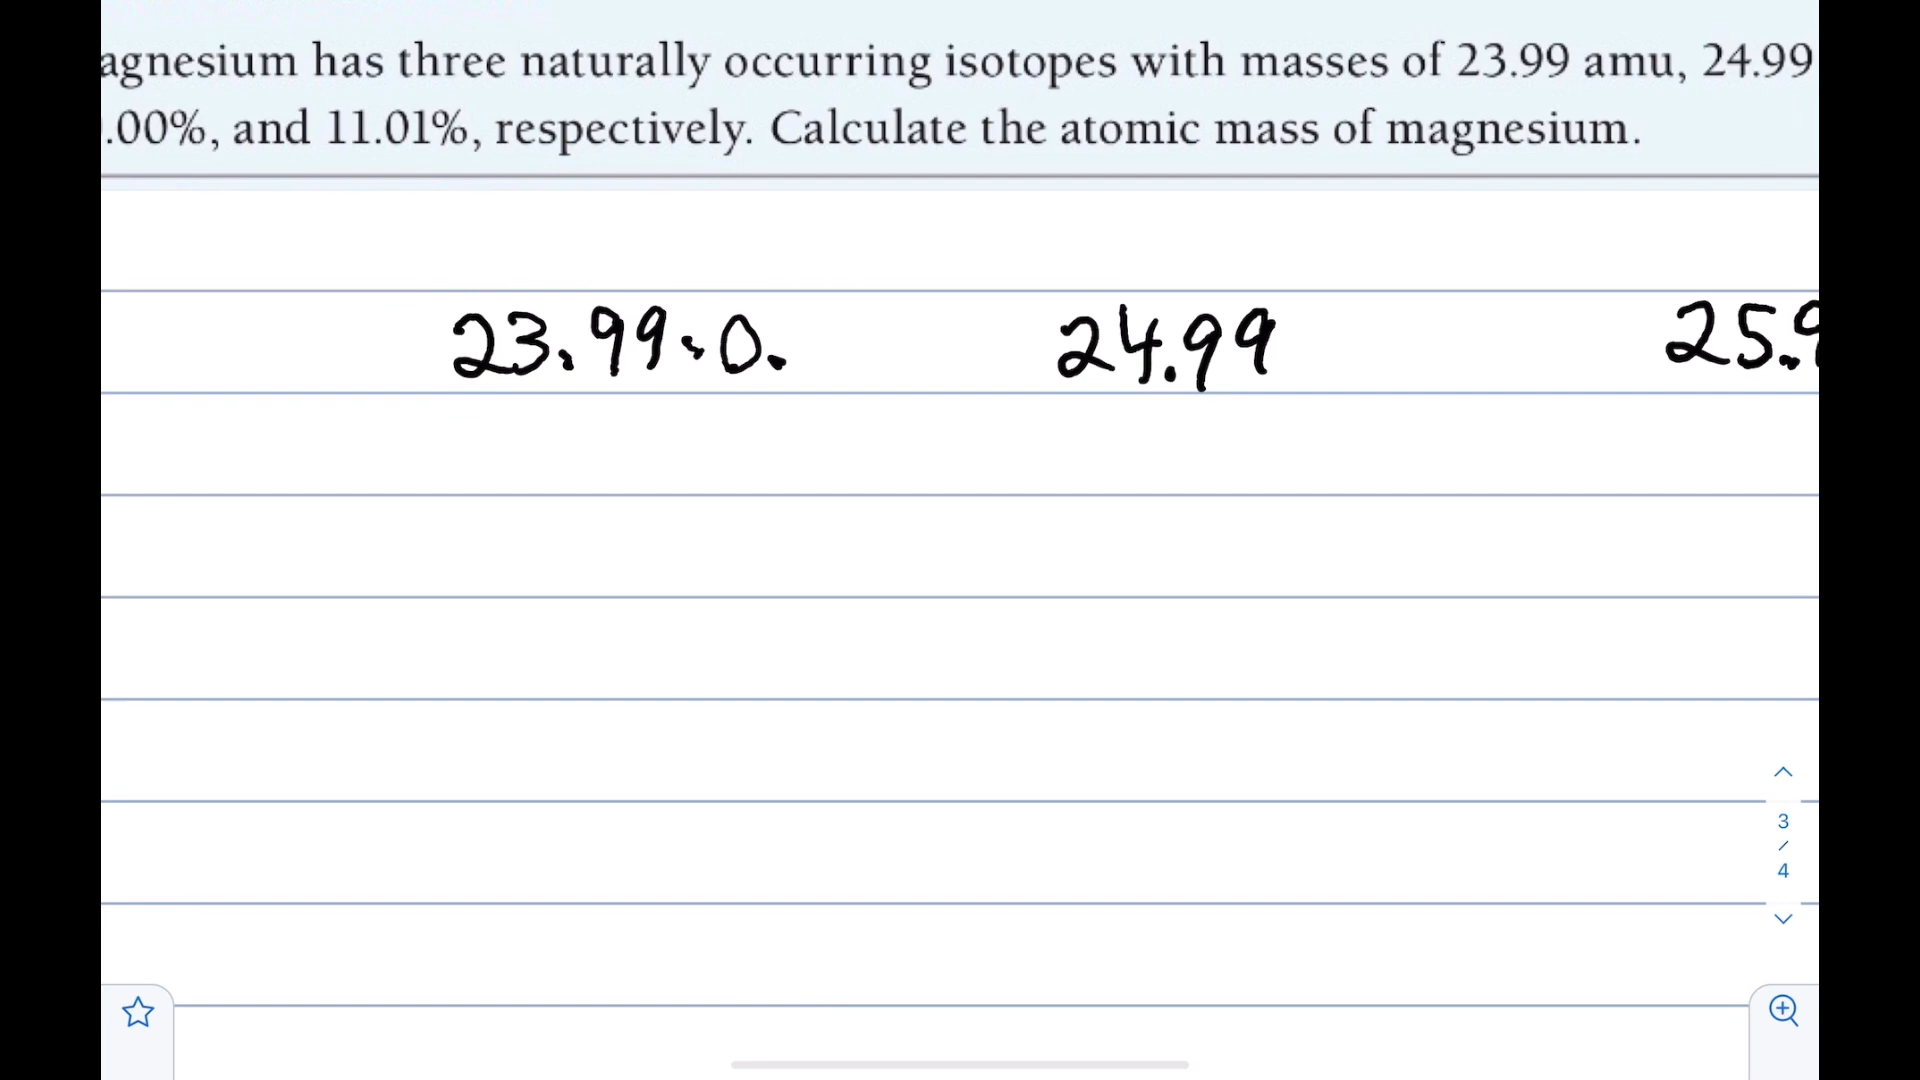 agnesium has three naturally occurring isotopes with masses of 23.99 amu, 24.99
.00%, and 11.01%, respectively. Calculate the atomic mass of magnesium.
23.99·0. 24.99 25.9
3
/
4